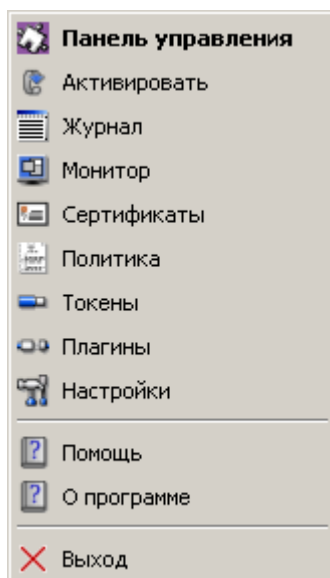 Панель управления
Активировать
Журнал
Монитор
Сертификаты
Политика
Токены
Плагины
Настройки
Помощь
О программе
Выход